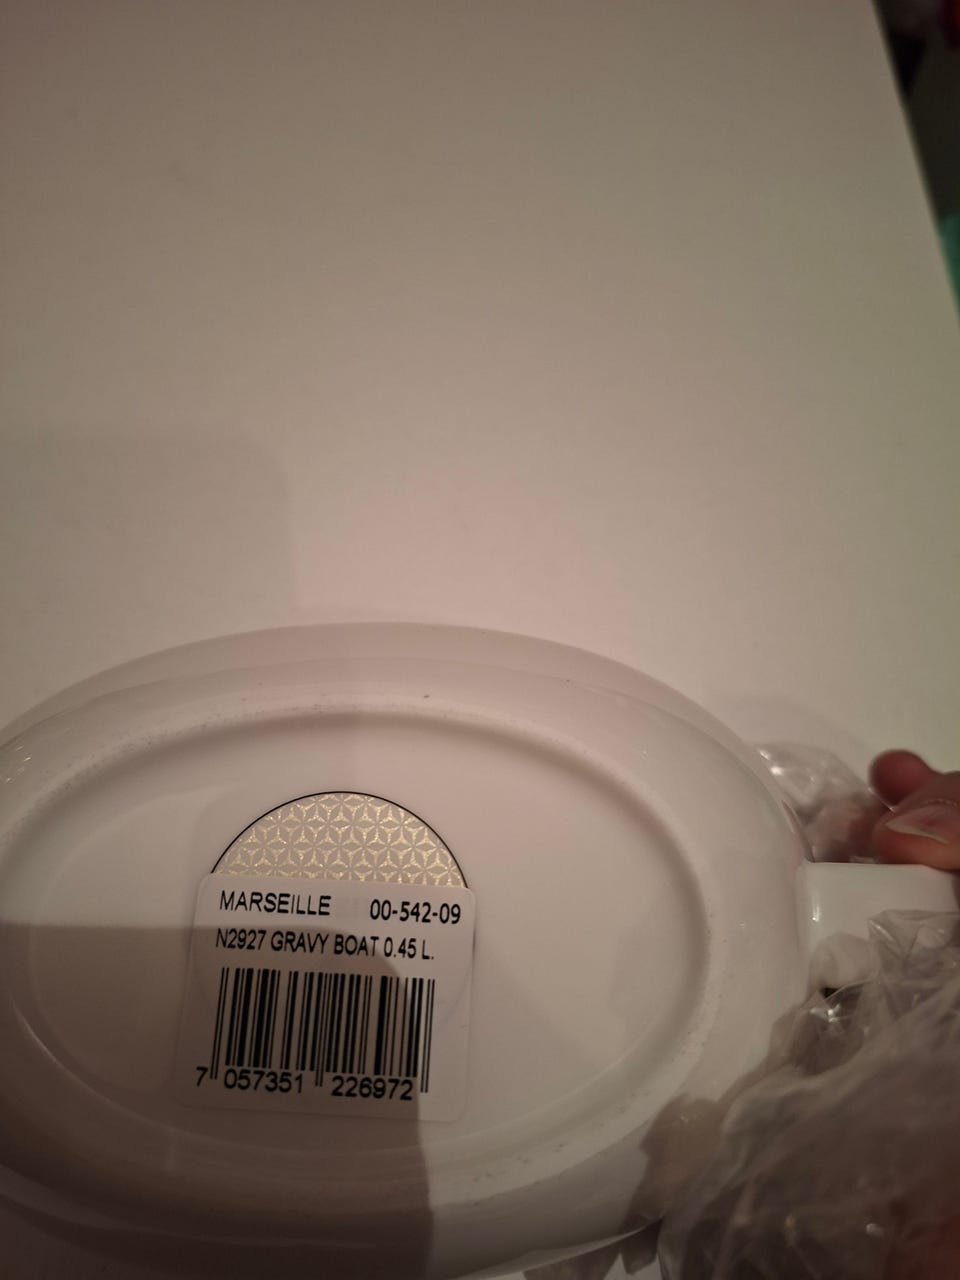 MARSEILLE 00-542-09
N2927 GRAVY BOAT 0.45 L.
7 057351 226972